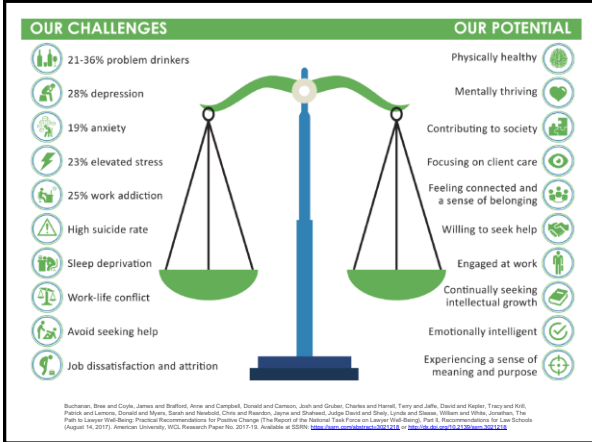 OUR CHALLENGES
21-36% problem drinkers
28% depression
19% anxiety
23% elevated stress
25% work addiction
High suicide rate
Sleep deprivation
Work-life conflict
Avoid seeking help
Job dissatisfaction and attrition
OUR POTENTIAL
Physically healthy
Mentally thriving
Contributing to society
Focusing on client care
Feeling connected and
a sense of belonging
Willing to seek help
Engaged at work
Continually seeking
intellectual growth
Emotionally intelligent
Experiencing a sense of
meaning and purpose
Buchanan, Bree and Coyle, James and Brafford, Anne and Campbell, Donald and Camson, Josh and Gruber, Charles and Harrell, Terry and Jaffe, David and Kepler, Tracy and Krill,
Patrick and Lemons, Donald and Myers, Sarah and Newbold, Chris and Reardon, Jayne and Shaheed, Judge David and Shely, Lynda and Slease, William and White, Jonathan, The
Path to Lawyer Well-Being: Practical Recommendations for Positive Change (The Report of the National Task Force on Lawyer Well-Being), Part II, Recommendations for Law Schools
(August 14, 2017). American University, WCL Research Paper No. 2017-19. Available at SSRN: https://ssrn.com/abstract=3021218 or http://dx.doi.org/10.2139/ssrn.3021218